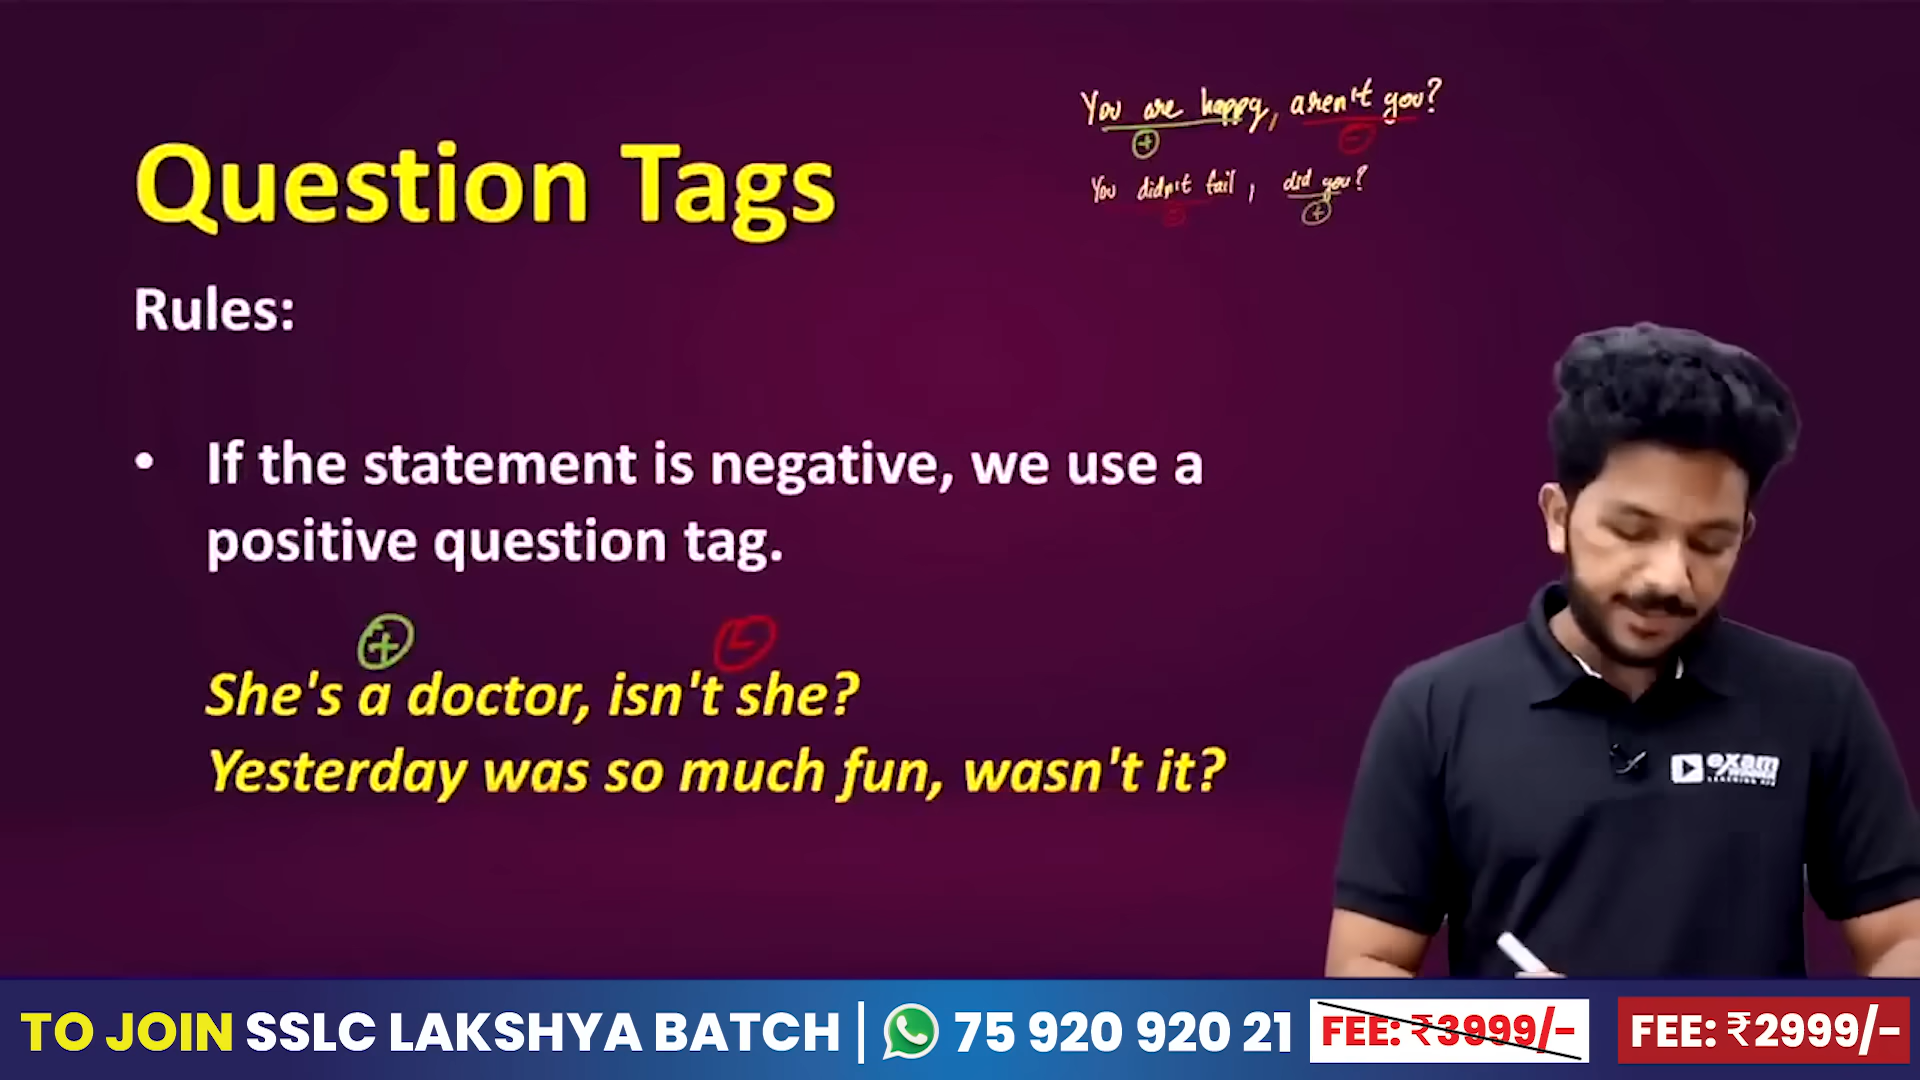 You are happy, aren't you?
+ -
You didn't fail, did you?
- +
Question Tags
Rules:
• If the statement is negative, we use a
positive question tag.
+ -
She's a doctor, isn't she?
Yesterday was so much fun, wasn't it?
exam
TO JOIN SSLC LAKSHYA BATCH | 75 920 920 21 FEE: ₹3999/- FEE: ₹2999/-